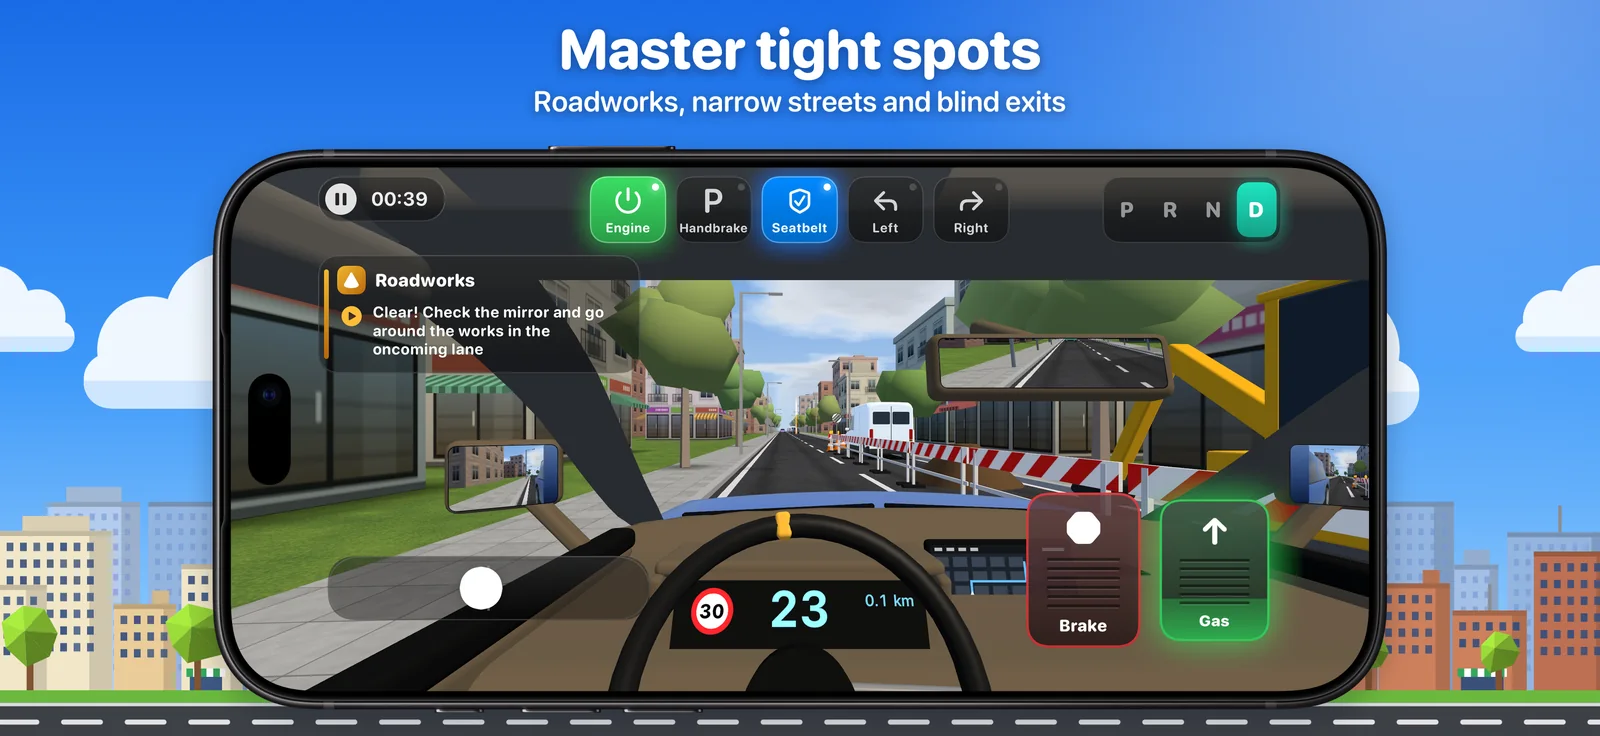 Master tight spots
Roadworks, narrow streets and blind exits
00:39
Engine
P
Handbrake
Seatbelt
Left
Right
P R N D
Roadworks
Clear! Check the mirror and go
around the works in the
oncoming lane
30
23
0.1 km
Brake
Gas